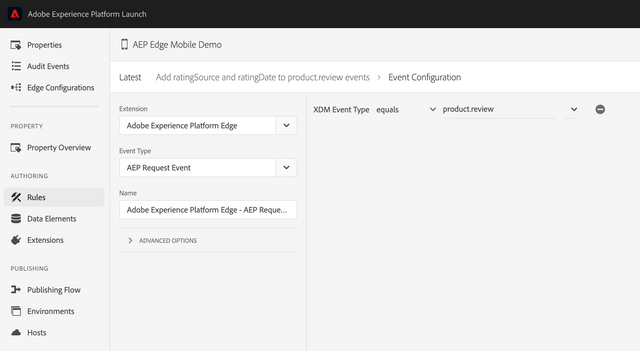 Adobe Experience Platform Launch
Properties
Audit Events
Edge Configurations
PROPERTY
Property Overview
AUTHORING
Rules
Data Elements
Extensions
PUBLISHING
Publishing Flow
Environments
Hosts
AEP Edge Mobile Demo
Latest Add ratingSource and ratingDate to product.review events > Event Configuration
Extension
Adobe Experience Platform Edge
Event Type
AEP Request Event
Name
Adobe Experience Platform Edge - AEP Reque...
ADVANCED OPTIONS
XDM Event Type equals product.review